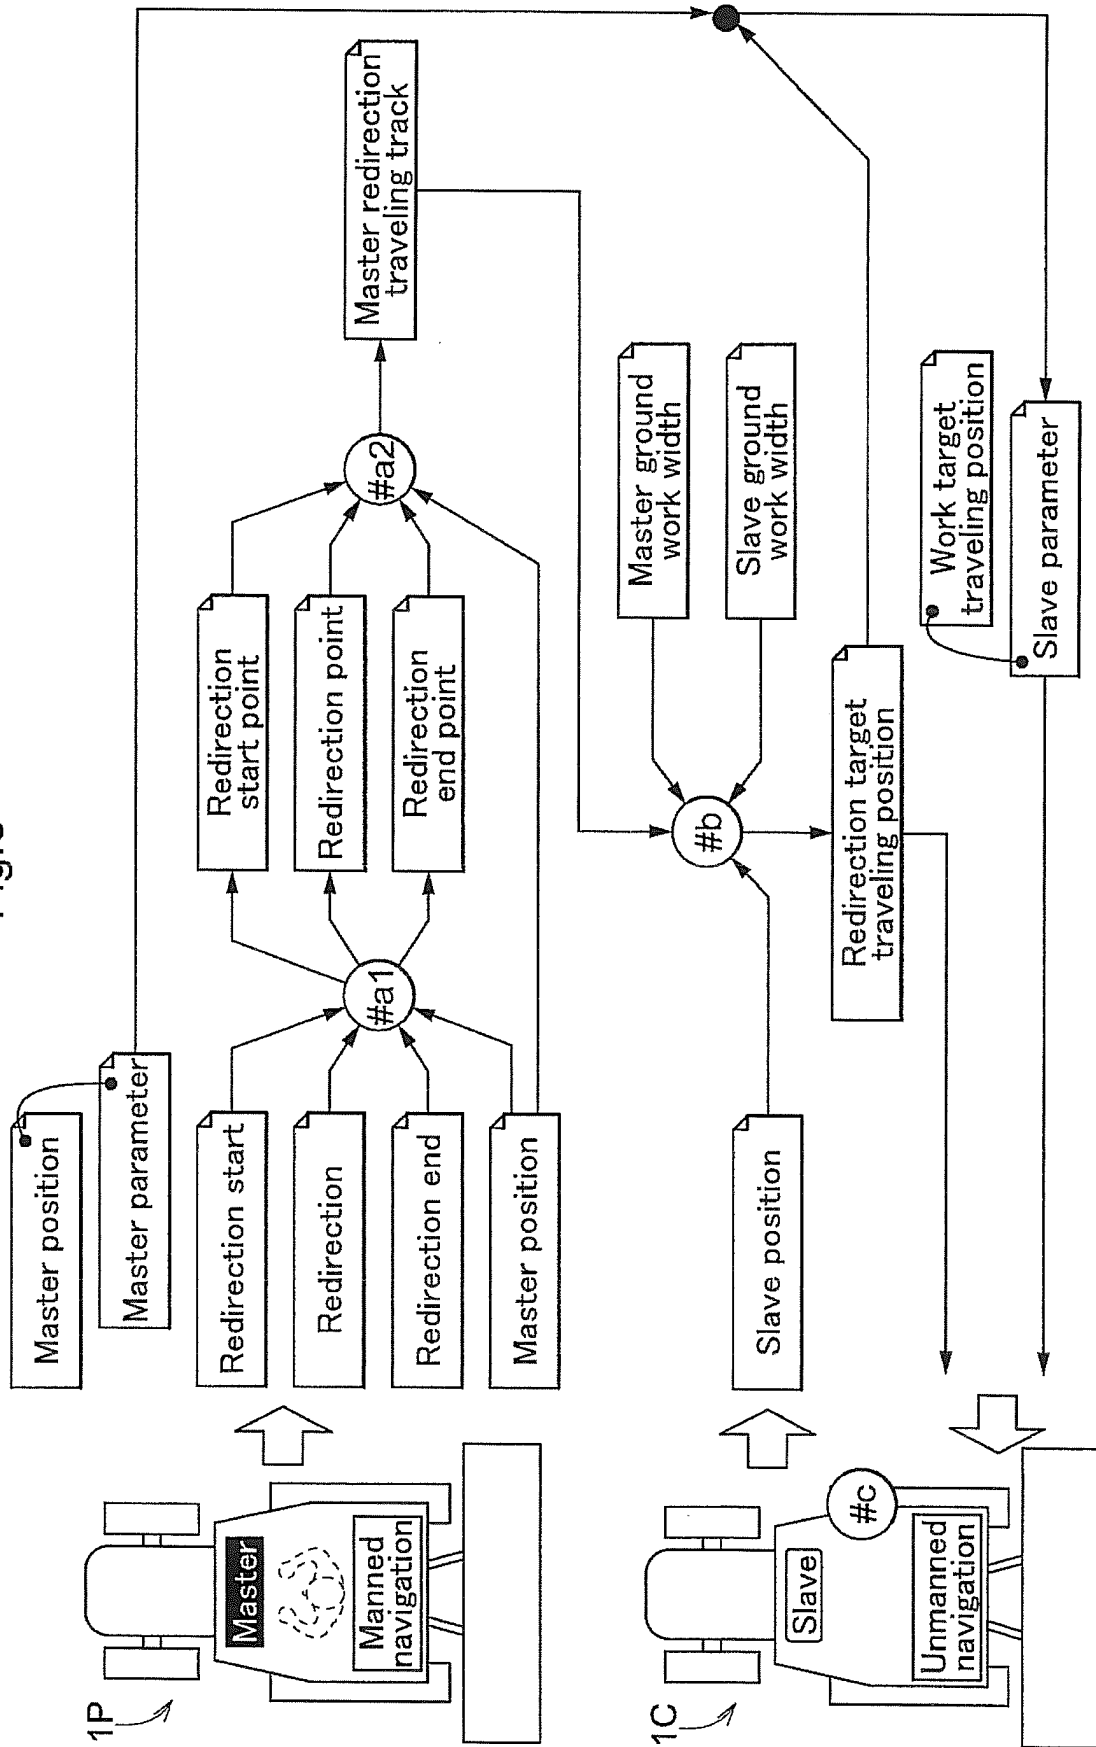 Master position
Master parameter
Redirection start
Redirection
Redirection end
Master position
#a1
Redirection
start point
Redirection point
Redirection
end point
#a2
Master redirection
traveling track
1P
Master
Manned
navigation
Master ground
work width
Slave ground
work width
#b
Slave position
Redirection target
traveling position
Work target
traveling position
Slave parameter
1C
Slave
#c
Unmanned
navigation